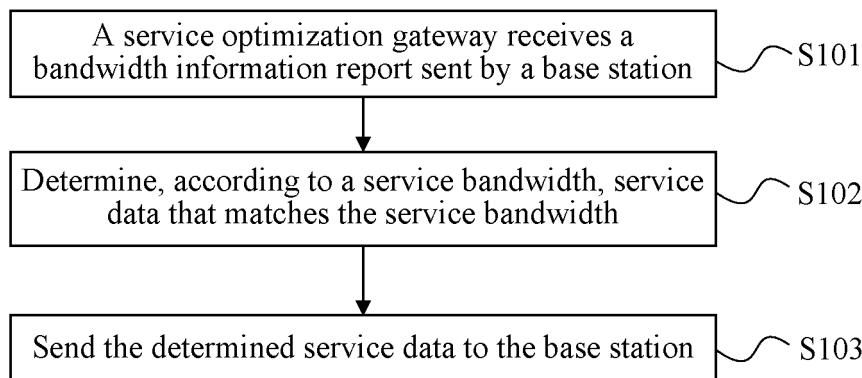 A service optimization gateway receives a
bandwidth information report sent by a base station
S101
Determine, according to a service bandwidth, service
data that matches the service bandwidth
S102
Send the determined service data to the base station
S103